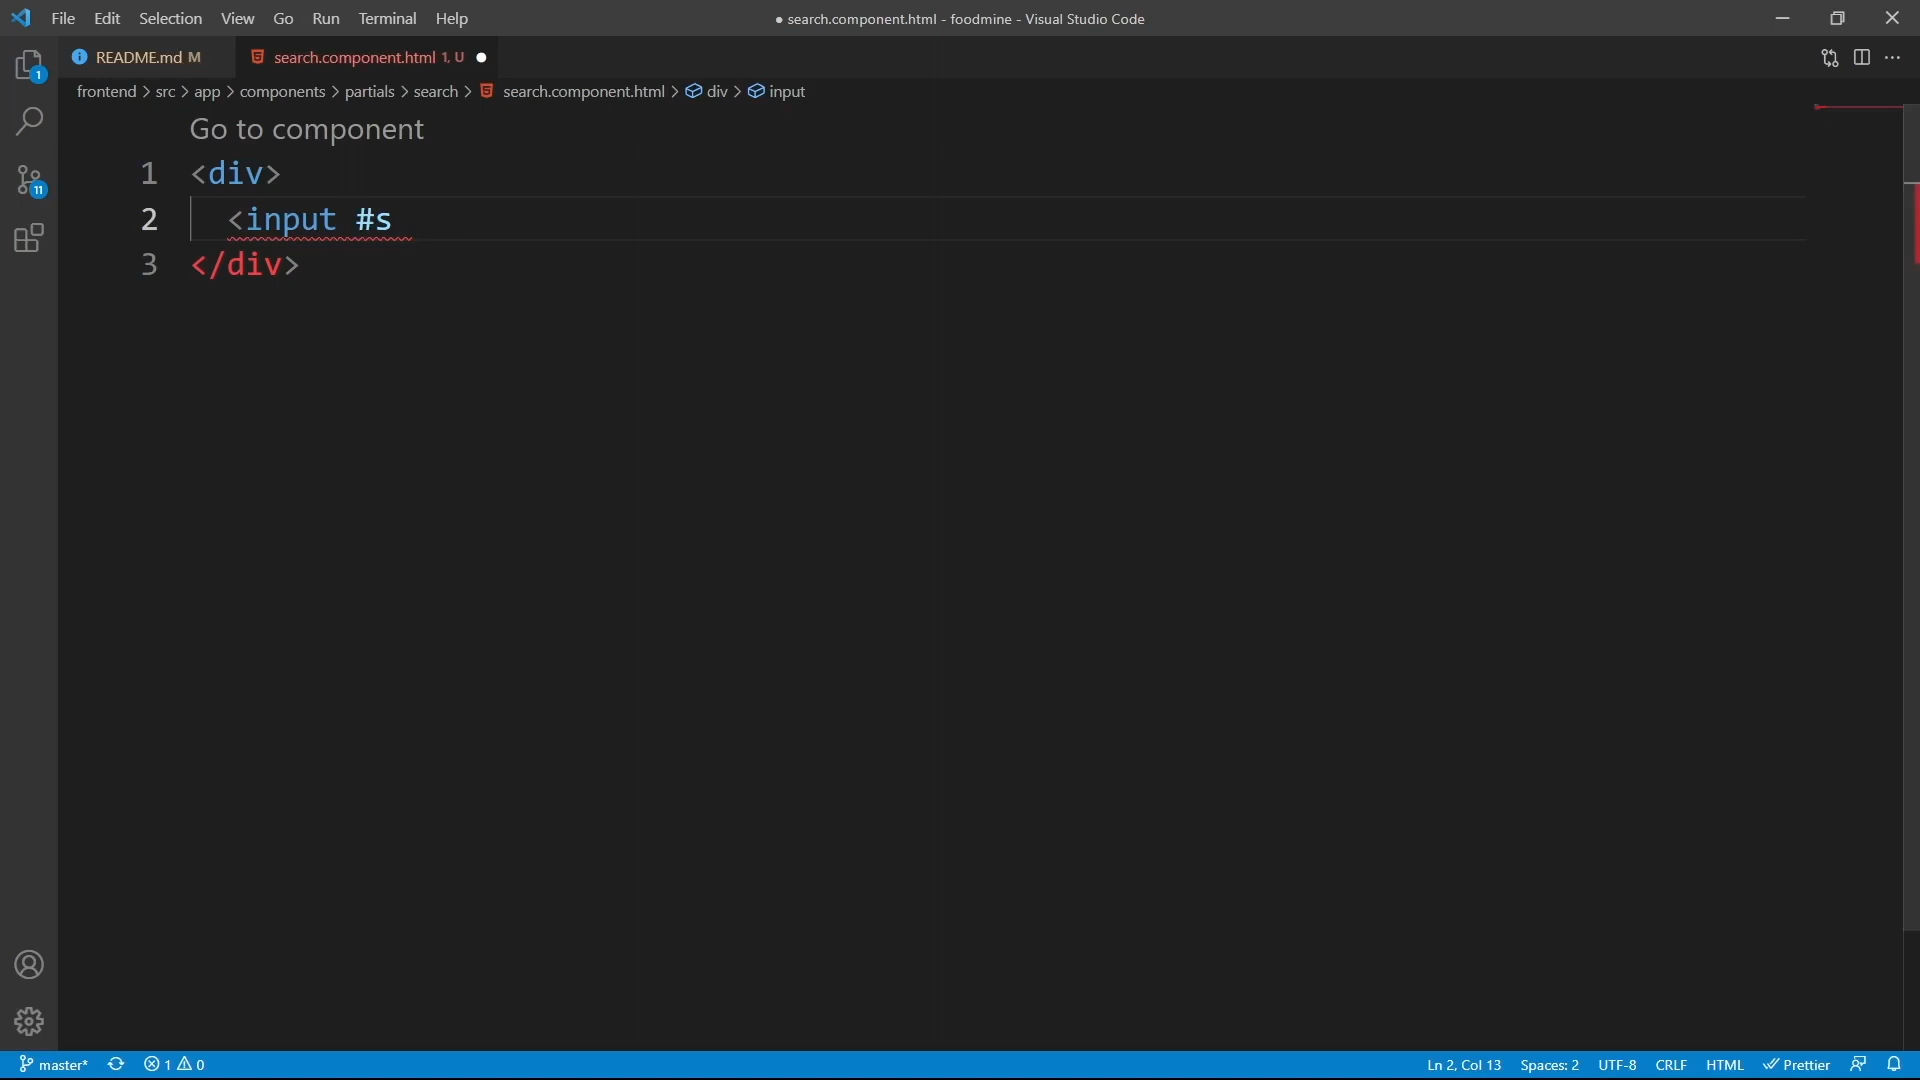 File Edit Selection View Go Run Terminal Help
● search.component.html - foodmine - Visual Studio Code
README.md M
search.component.html 1, U ●
frontend > src > app > components > partials > search > search.component.html > div > input
1
11
Go to component
1 <div>
2 <input #s
3 </div>
master* 1 0
Ln 2, Col 13 Spaces: 2 UTF-8 CRLF HTML Prettier